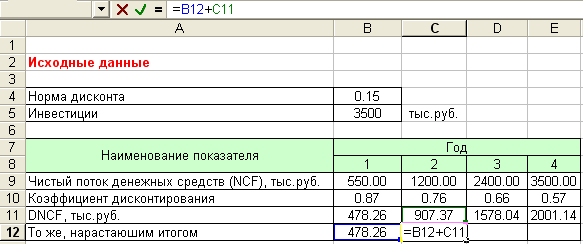 = =B12+C11
A B C D E
1
2 Исходные данные
3
4 Норма дисконта 0.15
5 Инвестиции 3500 тыс.руб.
6
7 Наименование показателя Год
8 1 2 3 4
9 Чистый поток денежных средств (NCF), тыс.руб. 550.00 1200.00 2400.00 3500.00
10 Коэффициент дисконтирования 0.87 0.76 0.66 0.57
11 DNCF, тыс.руб. 478.26 907.37 1578.04 2001.14
12 То же, нарастаюшим итогом 478.26 =B12+C11